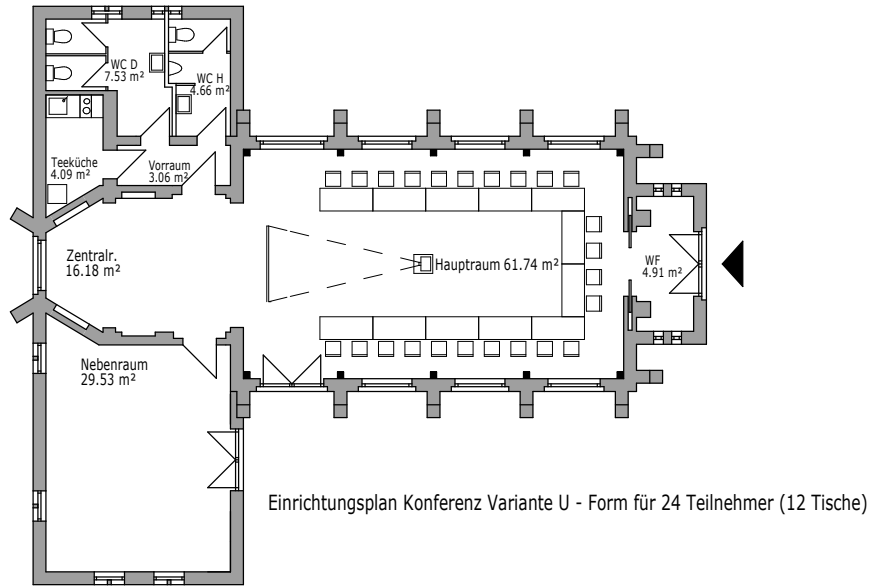 WC D
7.53 m²
WC H
4.66 m²
Teeküche
4.09 m²
Vorraum
3.06 m²
Zentralr.
16.18 m²
Hauptraum 61.74 m²
WF
4.91 m²
Nebenraum
29.53 m²
Einrichtungsplan Konferenz Variante U - Form für 24 Teilnehmer (12 Tische)